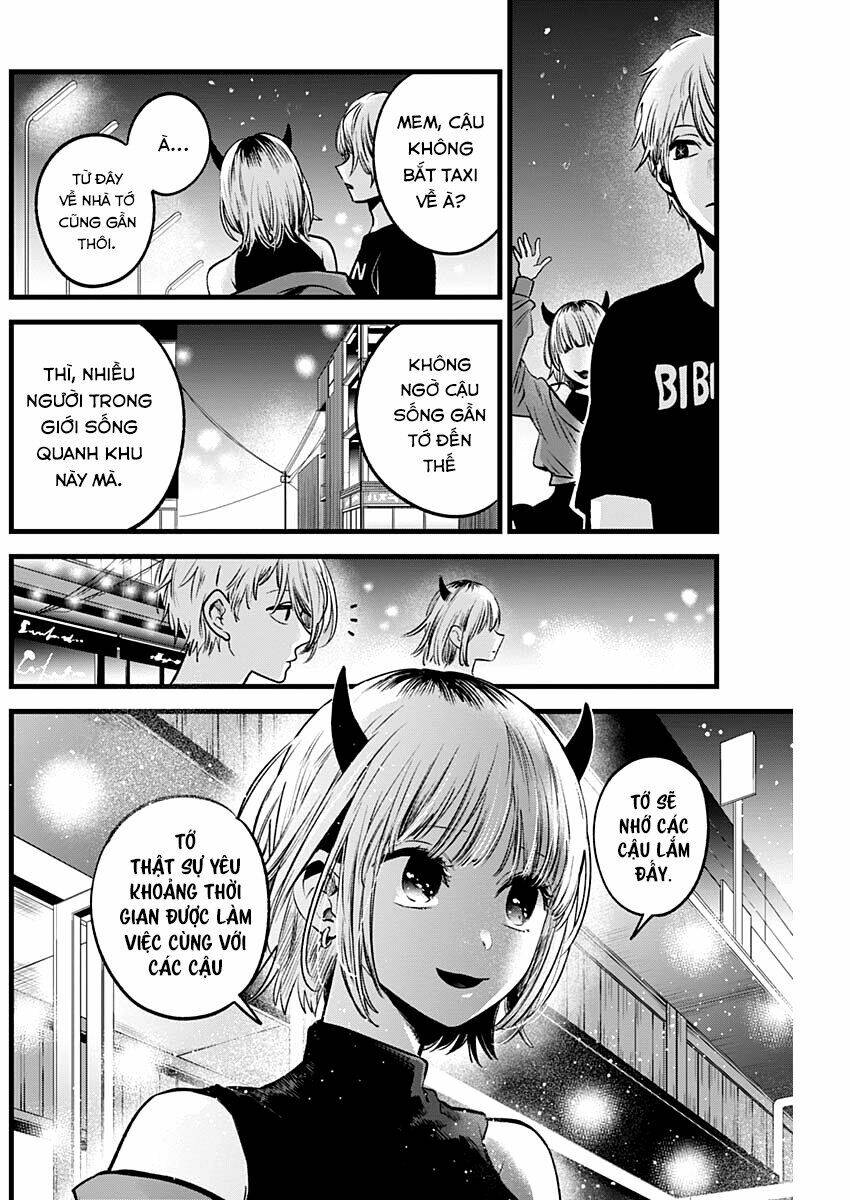 BIBI
MEM, CẬU
KHÔNG
BẮT TAXI
VỀ À?
À...
TỪ ĐÂY
VỀ NHÀ TỚ
CŨNG GẦN
THÔI.
N
KHÔNG
NGỜ CẬU
SỐNG GẦN
TỚ ĐẾN
THẾ
THÌ, NHIỀU
NGƯỜI TRONG
GIỚI SỐNG
QUANH KHU
NÀY MÀ.
TỚ SẼ
NHỚ CÁC
CẬU LẮM
ĐẤY.
TỚ
THẬT SỰ YÊU
KHOẢNG THỜI
GIAN ĐƯỢC LÀM
VIỆC CÙNG VỚI
CÁC CẬU